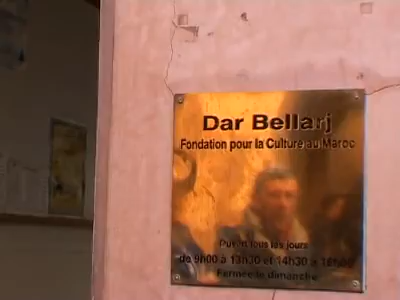 Dar Bellarj
Fondation pour la Culture au Maroc
Ouvert tous les jours
de 9h00 à 13h30 et 14h30 à
Fermée le dimanche